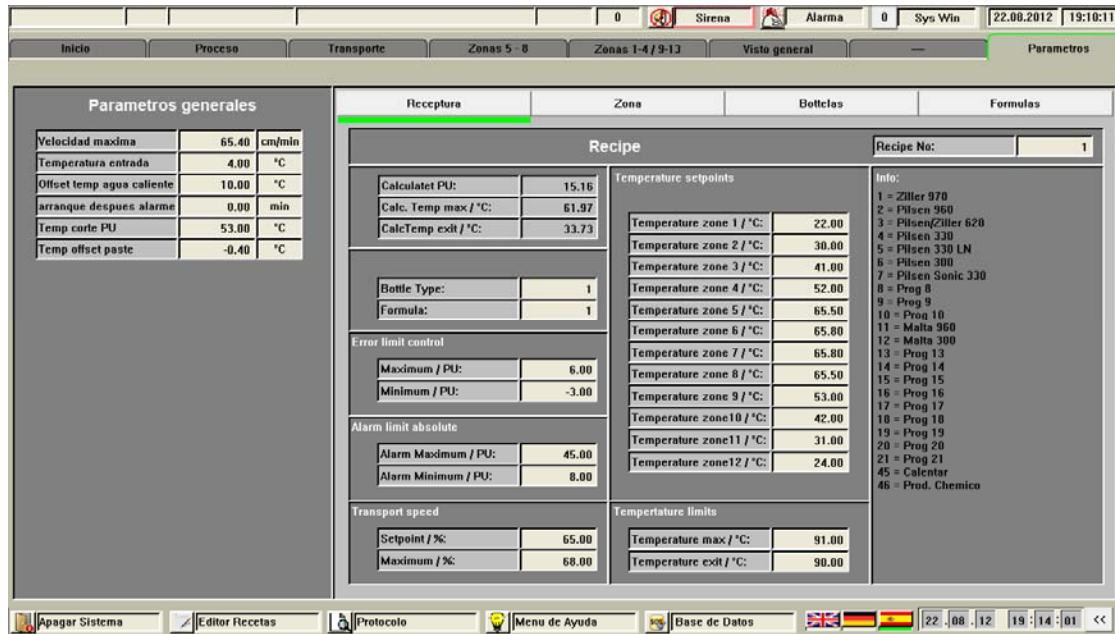 0 Sirena Alarma 0 Sys Win 22.08.2012 19:10:11
Inicio Proceso Transporte Zonas 5 - 8 Zonas 1-4 / 9-13 Visto general — Parametros
Parametros generales
Velocidad maxima 65.40 cm/min
Temperatura entrada 4.00 °C
Offset temp agua caliente 10.00 °C
arranque despues alarme 0.00 min
Temp corte PU 53.00 °C
Temp offset paste -0.40 °C
Receptura Zona Bottelas Formulas
Recipe
Recipe No: 1
Calculatet PU: 15.16
Calc. Temp max / °C: 61.97
CalcTemp exit / °C: 33.73
Bottle Type: 1
Formula: 1
Error limit control
Maximum / PU: 6.00
Minimum / PU: -3.00
Alarm limit absolute
Alarm Maximum / PU: 45.00
Alarm Minimum / PU: 8.00
Transport speed
Setpoint / %: 65.00
Maximum / %: 68.00
Temperature setpoints
Temperature zone 1 / °C: 22.00
Temperature zone 2 / °C: 30.00
Temperature zone 3 / °C: 41.00
Temperature zone 4 / °C: 52.00
Temperature zone 5 / °C: 65.50
Temperature zone 6 / °C: 65.80
Temperature zone 7 / °C: 65.80
Temperature zone 8 / °C: 65.50
Temperature zone 9 / °C: 53.00
Temperature zone10 / °C: 42.00
Temperature zone11 / °C: 31.00
Temperature zone12 / °C: 24.00
Tempertature limits
Temperature max / °C: 91.00
Temperature exit / °C: 90.00
Info:
1 = Ziller 970
2 = Pilsen 960
3 = Pilsen/Ziller 620
4 = Pilsen 330
5 = Pilsen 330 LN
6 = Pilsen 300
7 = Pilsen Sonic 330
8 = Prog 8
9 = Prog 9
10 = Prog 10
11 = Malta 960
12 = Malta 300
13 = Prog 13
14 = Prog 14
15 = Prog 15
16 = Prog 16
17 = Prog 17
18 = Prog 18
19 = Prog 19
20 = Prog 20
21 = Prog 21
45 = Calentar
46 = Prod. Chemico
Apagar Sistema Editor Recetas Protocolo Menu de Ayuda Base de Datos 22 . 08 . 12 19 : 14 : 01 <<